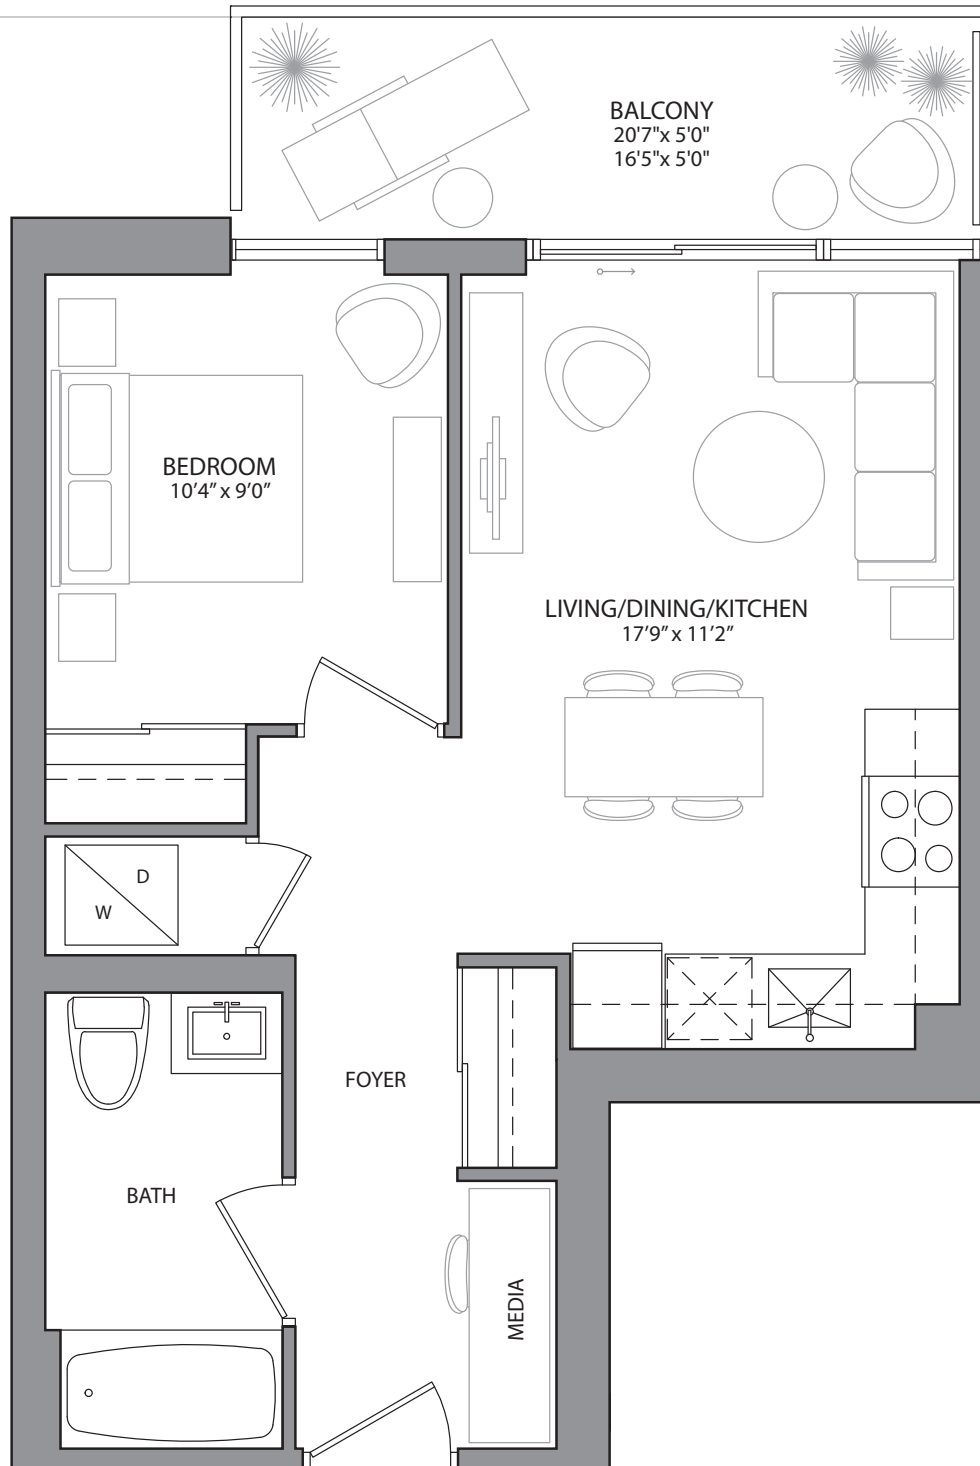 BALCONY
20'7"x 5'0"
16'5"x 5'0"
BEDROOM
10’4” x 9’0”
LIVING/DINING/KITCHEN
17’9” x 11’2”
D
W
FOYER
BATH
MEDIA